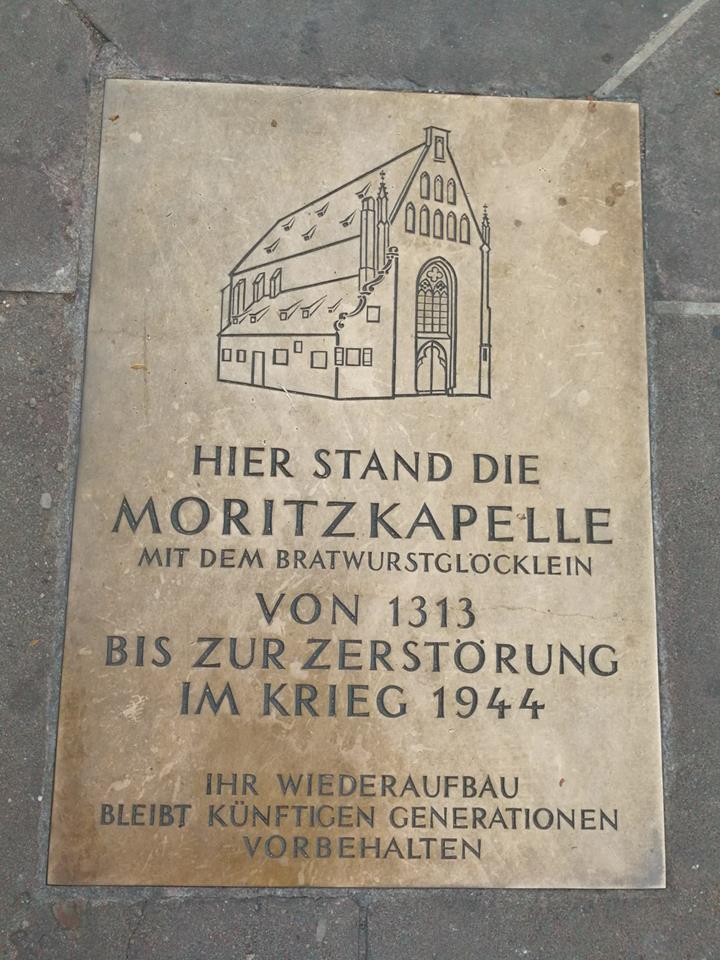 HIER STAND DIE
MORITZKAPELLE
MIT DEM BRATWURSTGLÖCKLEIN
VON 1313
BIS ZUR ZERSTÖRUNG
IM KRIEG 1944
IHR WIEDERAUFBAU
BLEIBT KÜNFTIGEN GENERATIONEN
VORBEHALTEN